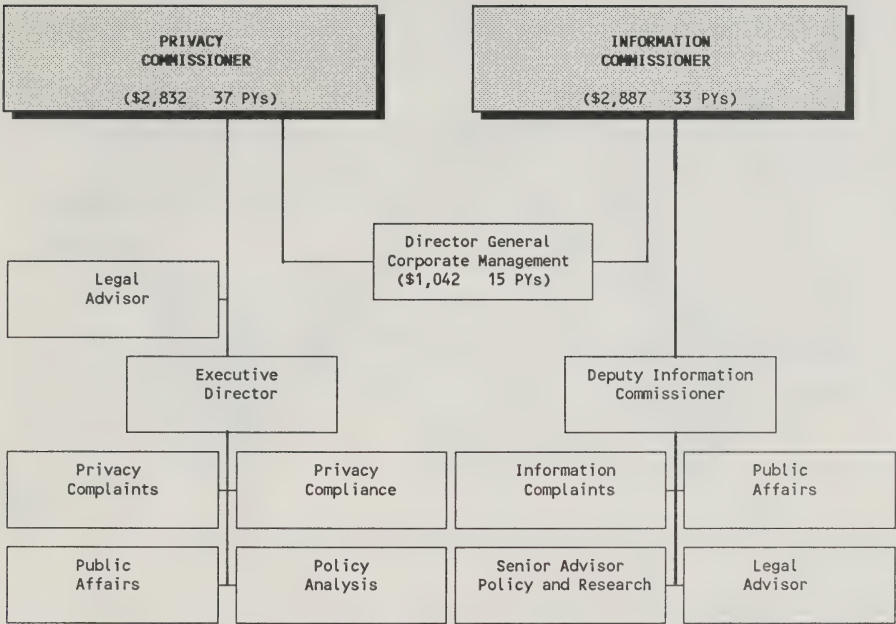 PRIVACY
COMMISSIONER
($2,832 37 PYs)
INFORMATION
COMMISSIONER
($2,887 33 PYs)
Director General
Corporate Management
($1,042 15 PYs)
Legal
Advisor
Executive
Director
Deputy Information
Commissioner
Privacy
Complaints
Privacy
Compliance
Information
Complaints
Public
Affairs
Public
Affairs
Policy
Analysis
Senior Advisor
Policy and Research
Legal
Advisor